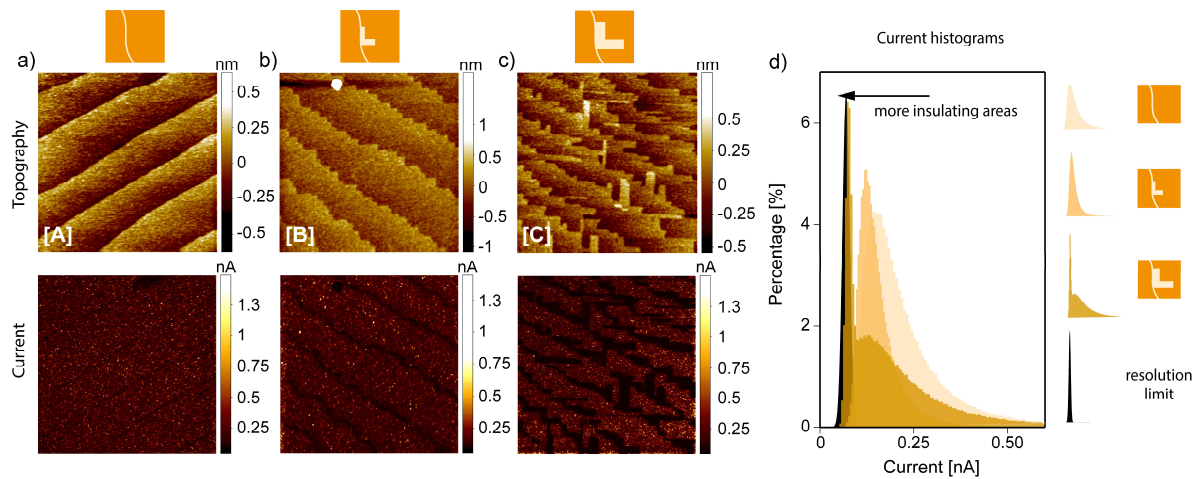 a)
nm
0.5
0.25
0
-0.25
-0.5
[A]
Topography
b)
nm
1
0.5
0
-0.5
-1
[B]
c)
nm
0.5
0.25
0
-0.25
-0.5
[C]
Current
nA
1.3
1
0.75
0.5
0.25
nA
1.3
1
0.75
0.5
0.25
nA
1.3
1
0.75
0.5
0.25
Current histograms
d)
more insulating areas
Percentage [%]
6
4
2
0
0
0.25
0.50
Current [nA]
resolution
limit